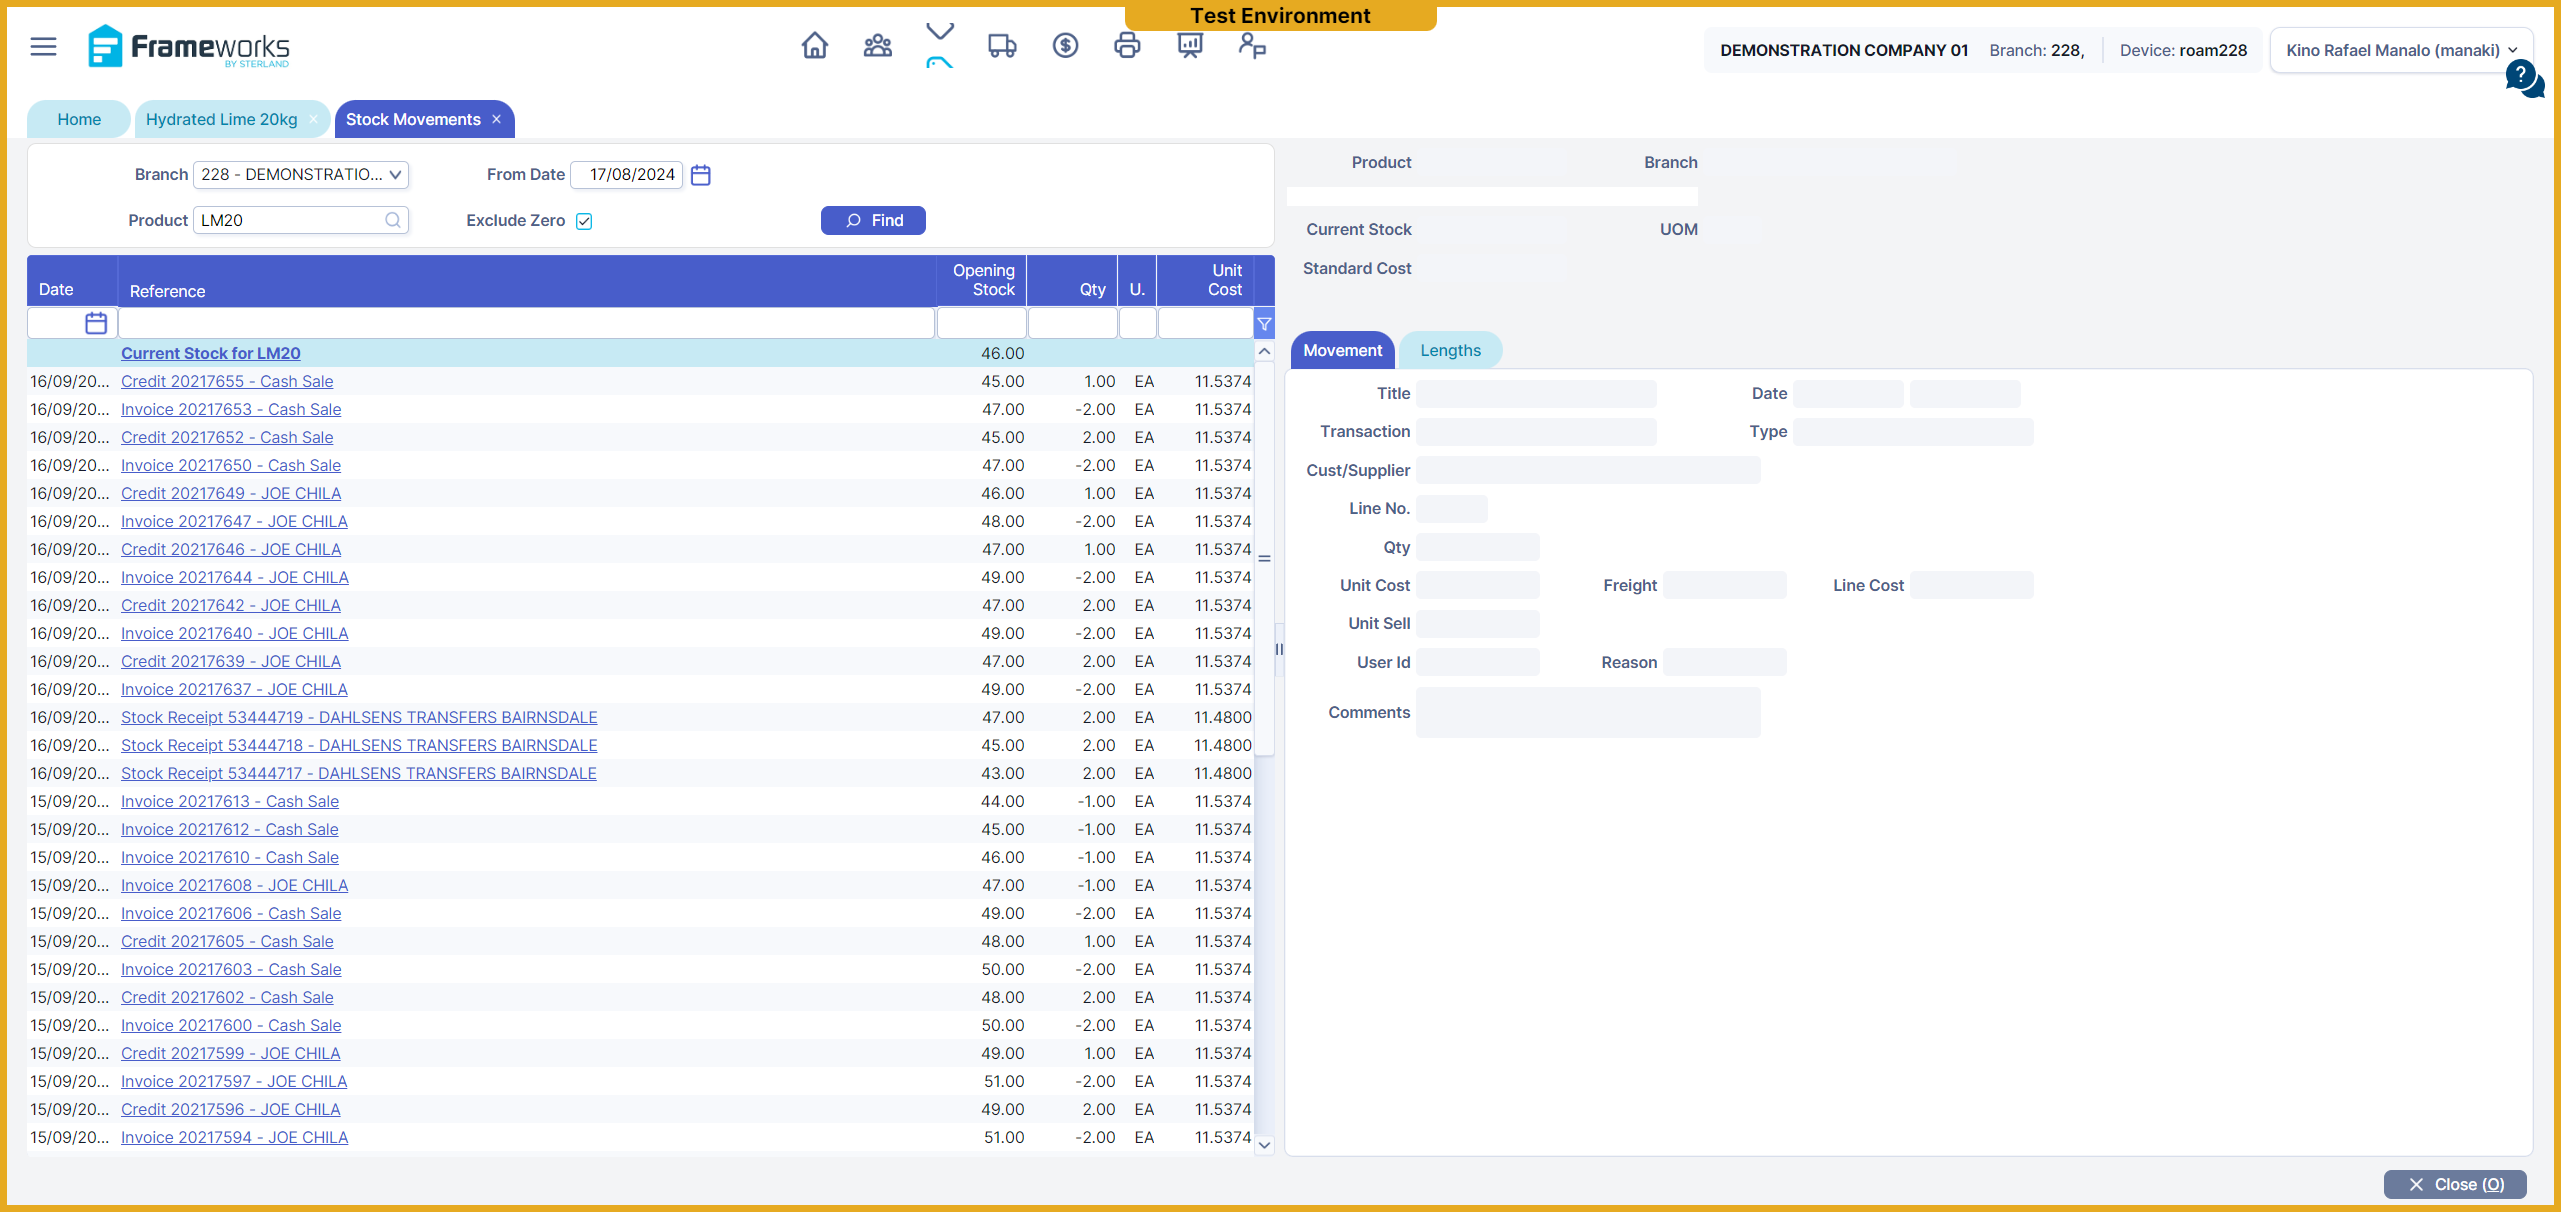 Test Environment
Frameworks
BY STERLAND
DEMONSTRATION COMPANY 01 Branch: 228, Device: roam228 Kino Rafael Manalo (manaki)
?
Home Hydrated Lime 20kg × Stock Movements ×
Branch 228 - DEMONSTRATIO... From Date 17/08/2024
Product LM20 Exclude Zero Find
Date Reference Opening Stock Qty U. Unit Cost
Current Stock for LM20 46.00
16/09/20... Credit 20217655 - Cash Sale 45.00 1.00 EA 11.5374
16/09/20... Invoice 20217653 - Cash Sale 47.00 -2.00 EA 11.5374
16/09/20... Credit 20217652 - Cash Sale 45.00 2.00 EA 11.5374
16/09/20... Invoice 20217650 - Cash Sale 47.00 -2.00 EA 11.5374
16/09/20... Credit 20217649 - JOE CHILA 46.00 1.00 EA 11.5374
16/09/20... Invoice 20217647 - JOE CHILA 48.00 -2.00 EA 11.5374
16/09/20... Credit 20217646 - JOE CHILA 47.00 1.00 EA 11.5374
16/09/20... Invoice 20217644 - JOE CHILA 49.00 -2.00 EA 11.5374
16/09/20... Credit 20217642 - JOE CHILA 47.00 2.00 EA 11.5374
16/09/20... Invoice 20217640 - JOE CHILA 49.00 -2.00 EA 11.5374
16/09/20... Credit 20217639 - JOE CHILA 47.00 2.00 EA 11.5374
16/09/20... Invoice 20217637 - JOE CHILA 49.00 -2.00 EA 11.5374
16/09/20... Stock Receipt 53444719 - DAHLSENS TRANSFERS BAIRNSDALE 47.00 2.00 EA 11.4800
16/09/20... Stock Receipt 53444718 - DAHLSENS TRANSFERS BAIRNSDALE 45.00 2.00 EA 11.4800
16/09/20... Stock Receipt 53444717 - DAHLSENS TRANSFERS BAIRNSDALE 43.00 2.00 EA 11.4800
15/09/20... Invoice 20217613 - Cash Sale 44.00 -1.00 EA 11.5374
15/09/20... Invoice 20217612 - Cash Sale 45.00 -1.00 EA 11.5374
15/09/20... Invoice 20217610 - Cash Sale 46.00 -1.00 EA 11.5374
15/09/20... Invoice 20217608 - JOE CHILA 47.00 -1.00 EA 11.5374
15/09/20... Invoice 20217606 - Cash Sale 49.00 -2.00 EA 11.5374
15/09/20... Credit 20217605 - Cash Sale 48.00 1.00 EA 11.5374
15/09/20... Invoice 20217603 - Cash Sale 50.00 -2.00 EA 11.5374
15/09/20... Credit 20217602 - Cash Sale 48.00 2.00 EA 11.5374
15/09/20... Invoice 20217600 - Cash Sale 50.00 -2.00 EA 11.5374
15/09/20... Credit 20217599 - JOE CHILA 49.00 1.00 EA 11.5374
15/09/20... Invoice 20217597 - JOE CHILA 51.00 -2.00 EA 11.5374
15/09/20... Credit 20217596 - JOE CHILA 49.00 2.00 EA 11.5374
15/09/20... Invoice 20217594 - JOE CHILA 51.00 -2.00 EA 11.5374
Product Branch
Current Stock UOM
Standard Cost
Movement Lengths
Title Date
Transaction Type
Cust/Supplier
Line No.
Qty
Unit Cost Freight Line Cost
Unit Sell
User Id Reason
Comments
Close (O)